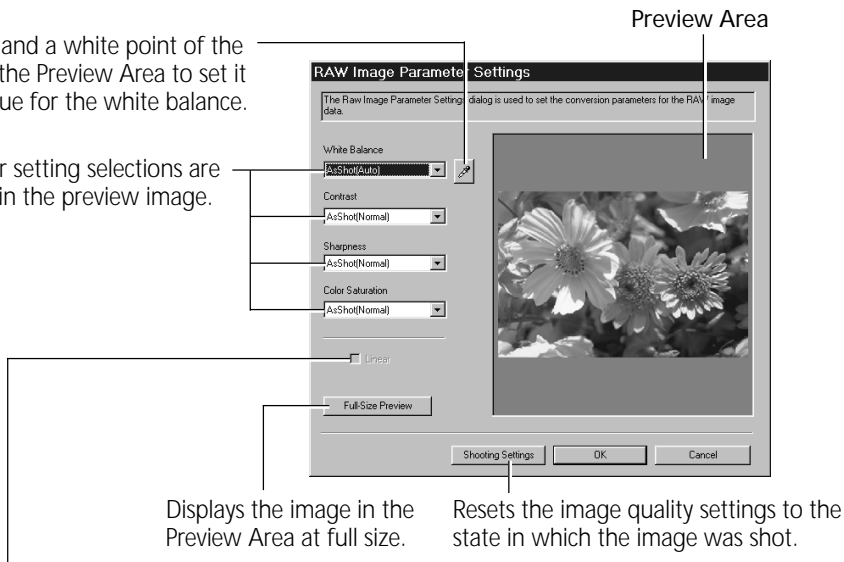 Preview Area
and a white point of the
the Preview Area to set it
ue for the white balance.
r setting selections are
in the preview image.
RAW Image Parameter Settings
The Raw Image Parameter Settings dialog is used to set the conversion parameters for the RAW image
data.
White Balance
AsShot(Auto)
Contrast
AsShot(Normal)
Sharpness
AsShot(Normal)
Color Saturation
AsShot(Normal)
Linear
Full-Size Preview
Shooting Settings
OK
Cancel
Displays the image in the
Preview Area at full size.
Resets the image quality settings to the
state in which the image was shot.